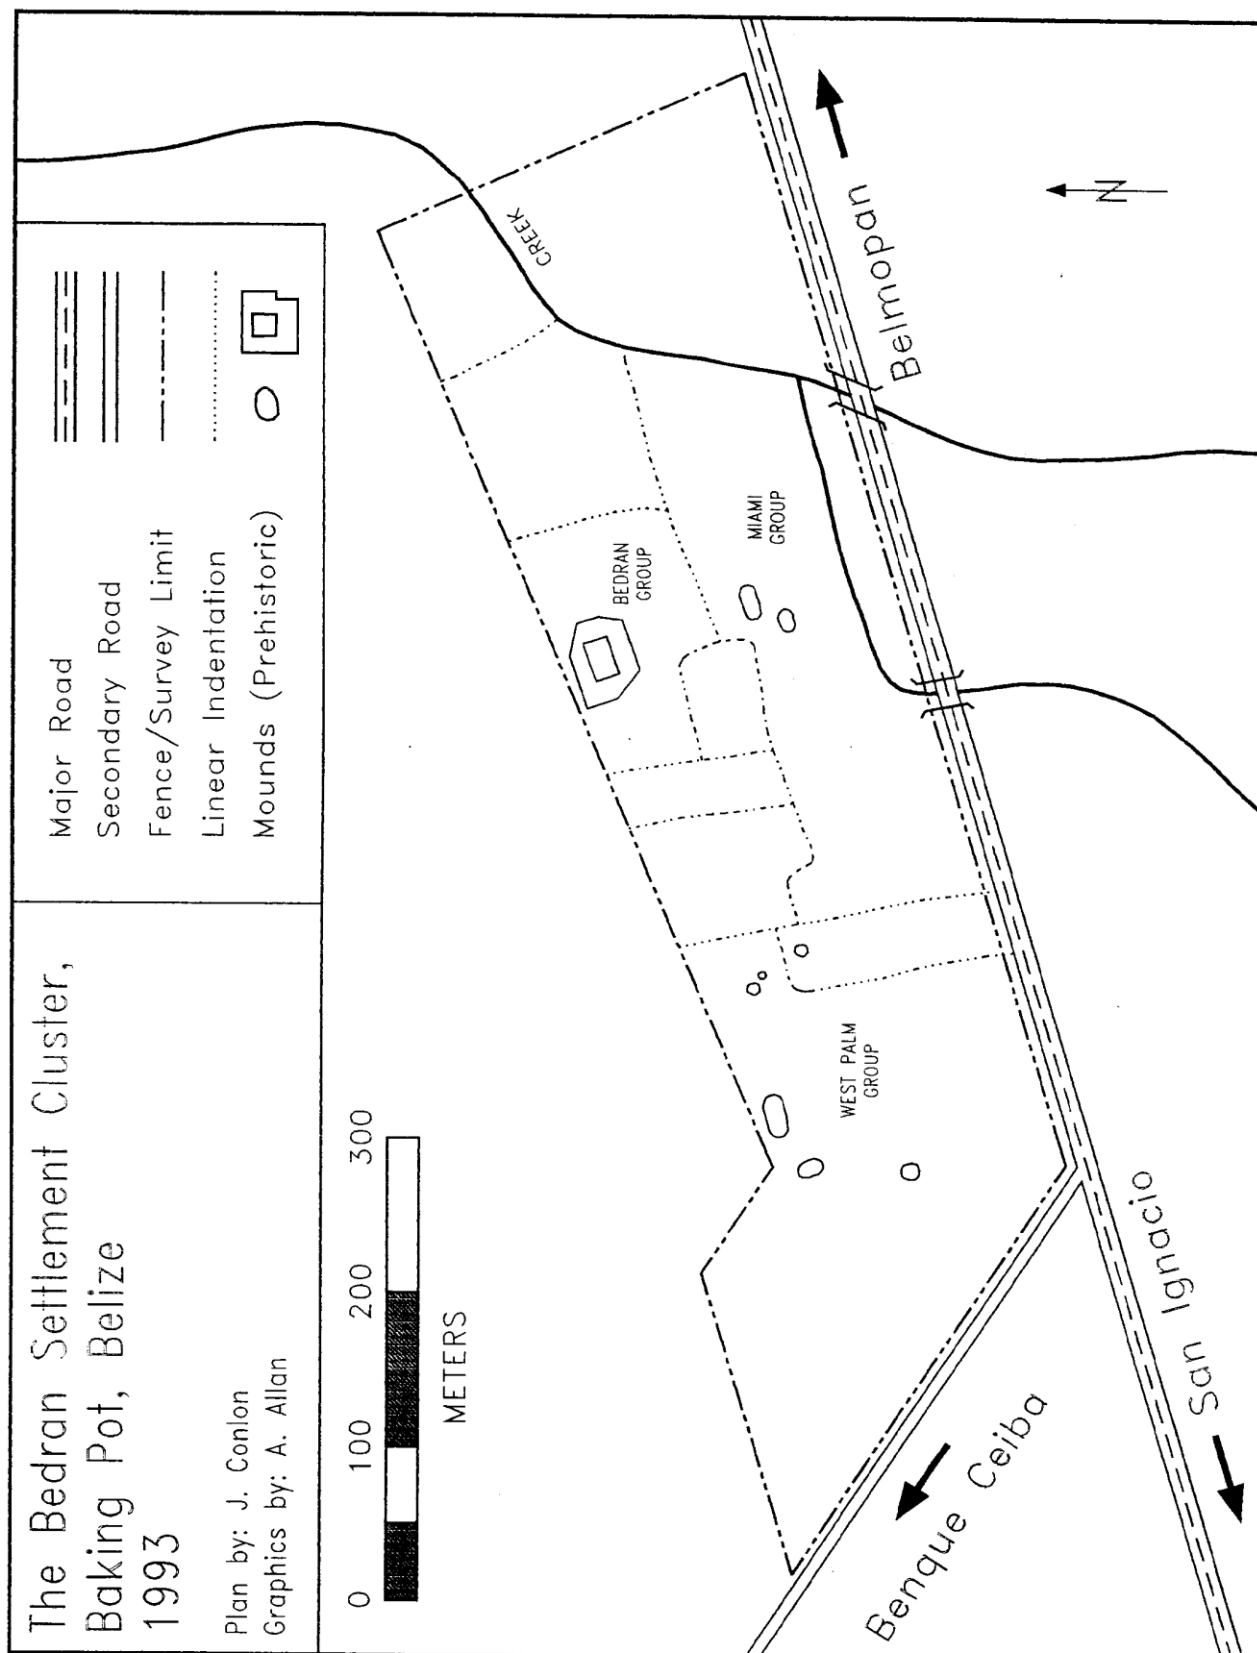 The Bedran Settlement Cluster,
Baking Pot, Belize
1993
Plan by: J. Conlon
Graphics by: A. Allan
Major Road
Secondary Road
Fence/Survey Limit
Linear Indentation
Mounds (Prehistoric)
0 100 200 300
METERS
CREEK
BEDRAN
GROUP
MIAMI
GROUP
WEST PALM
GROUP
Belmopan
N
Benque Ceiba
San Ignacio